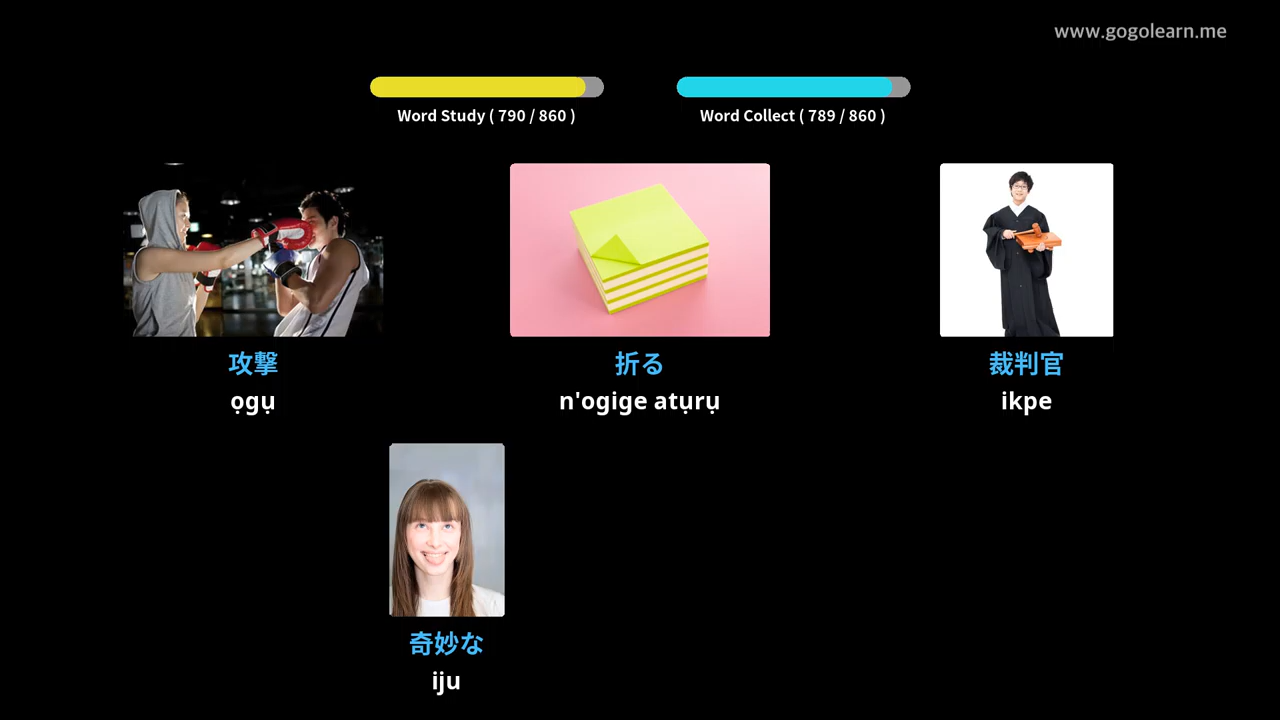 www.gogolearn.me
Word Study ( 790 / 860 )
Word Collect ( 789 / 860 )
攻撃
ọgụ
折る
n'ogige atụrụ
裁判官
ikpe
奇妙な
iju